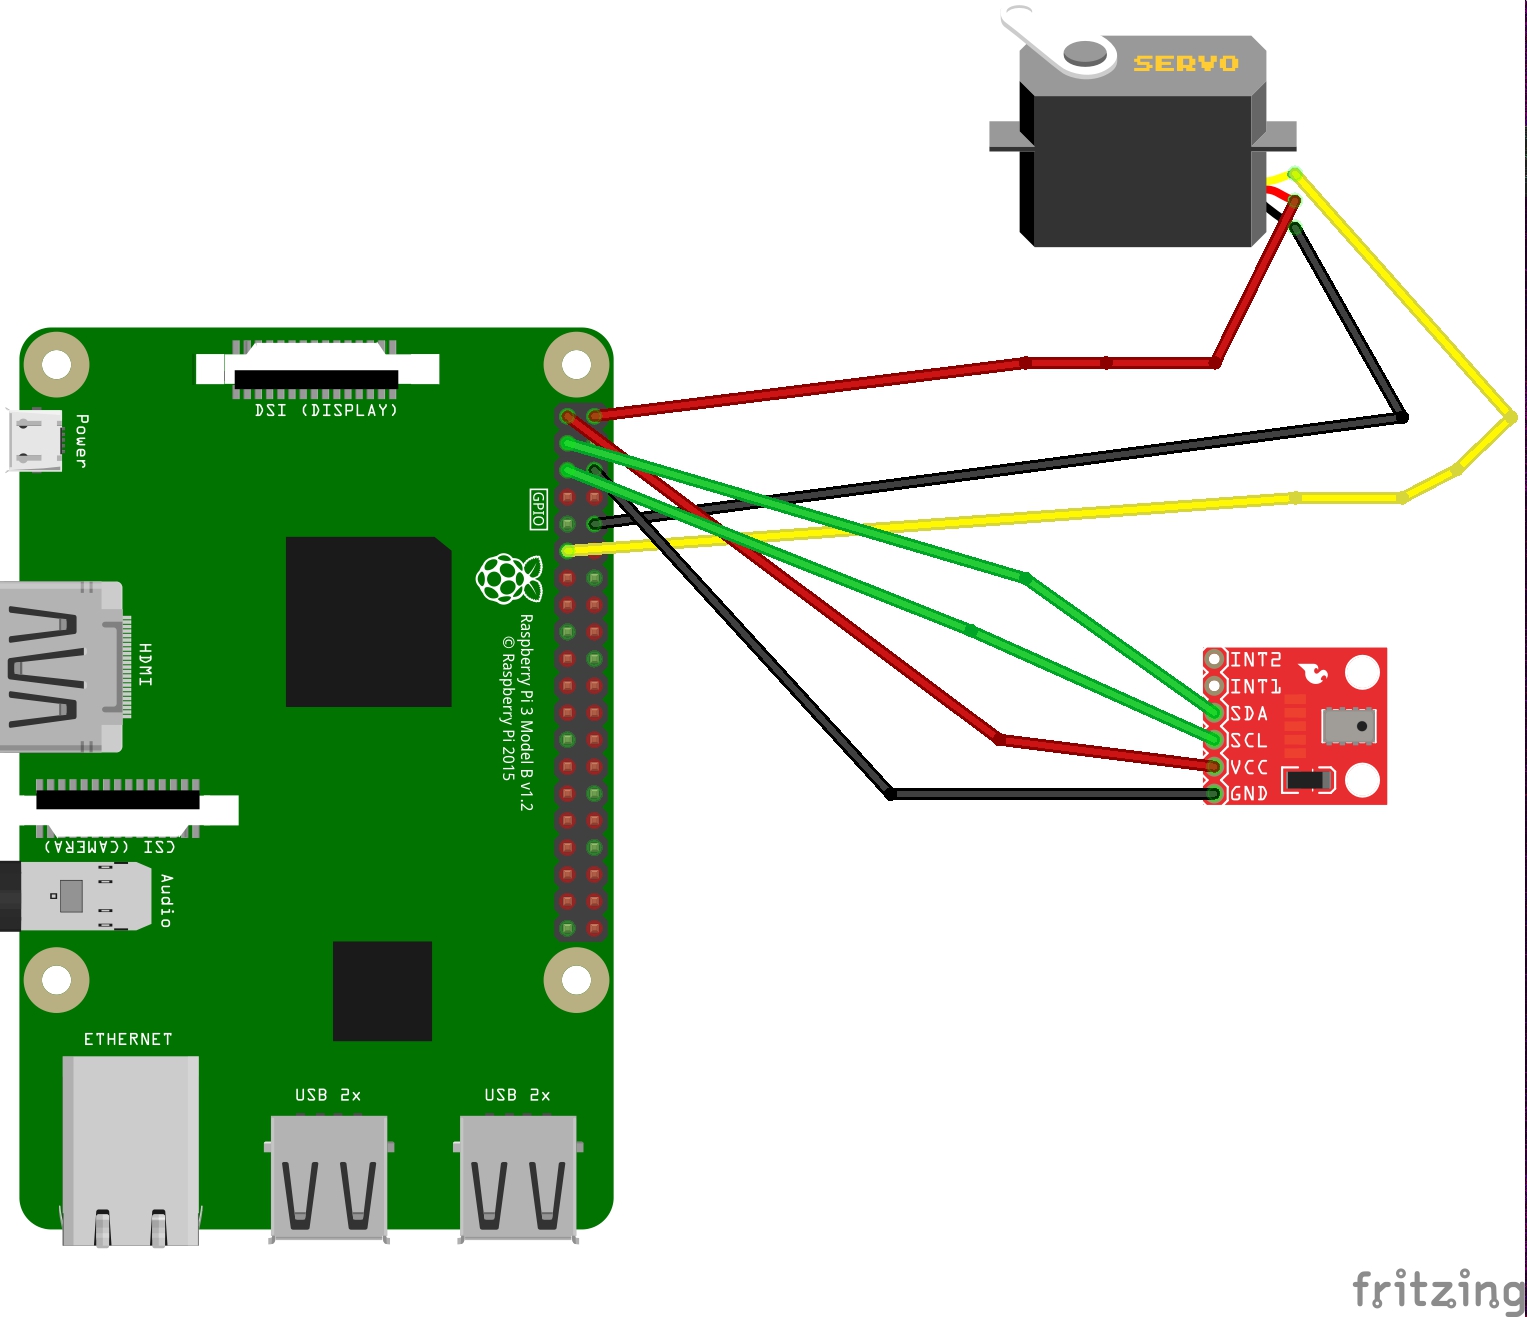 SERVO
DSI (DISPLAY)
Power
GPIO
HDMI
Raspberry Pi 3 Model B v1.2
© Raspberry Pi 2015
INT2
INT1
SDA
SCL
VCC
GND
CSI (CAMERA)
Audio
ETHERNET
USB 2x
USB 2x
fritzing